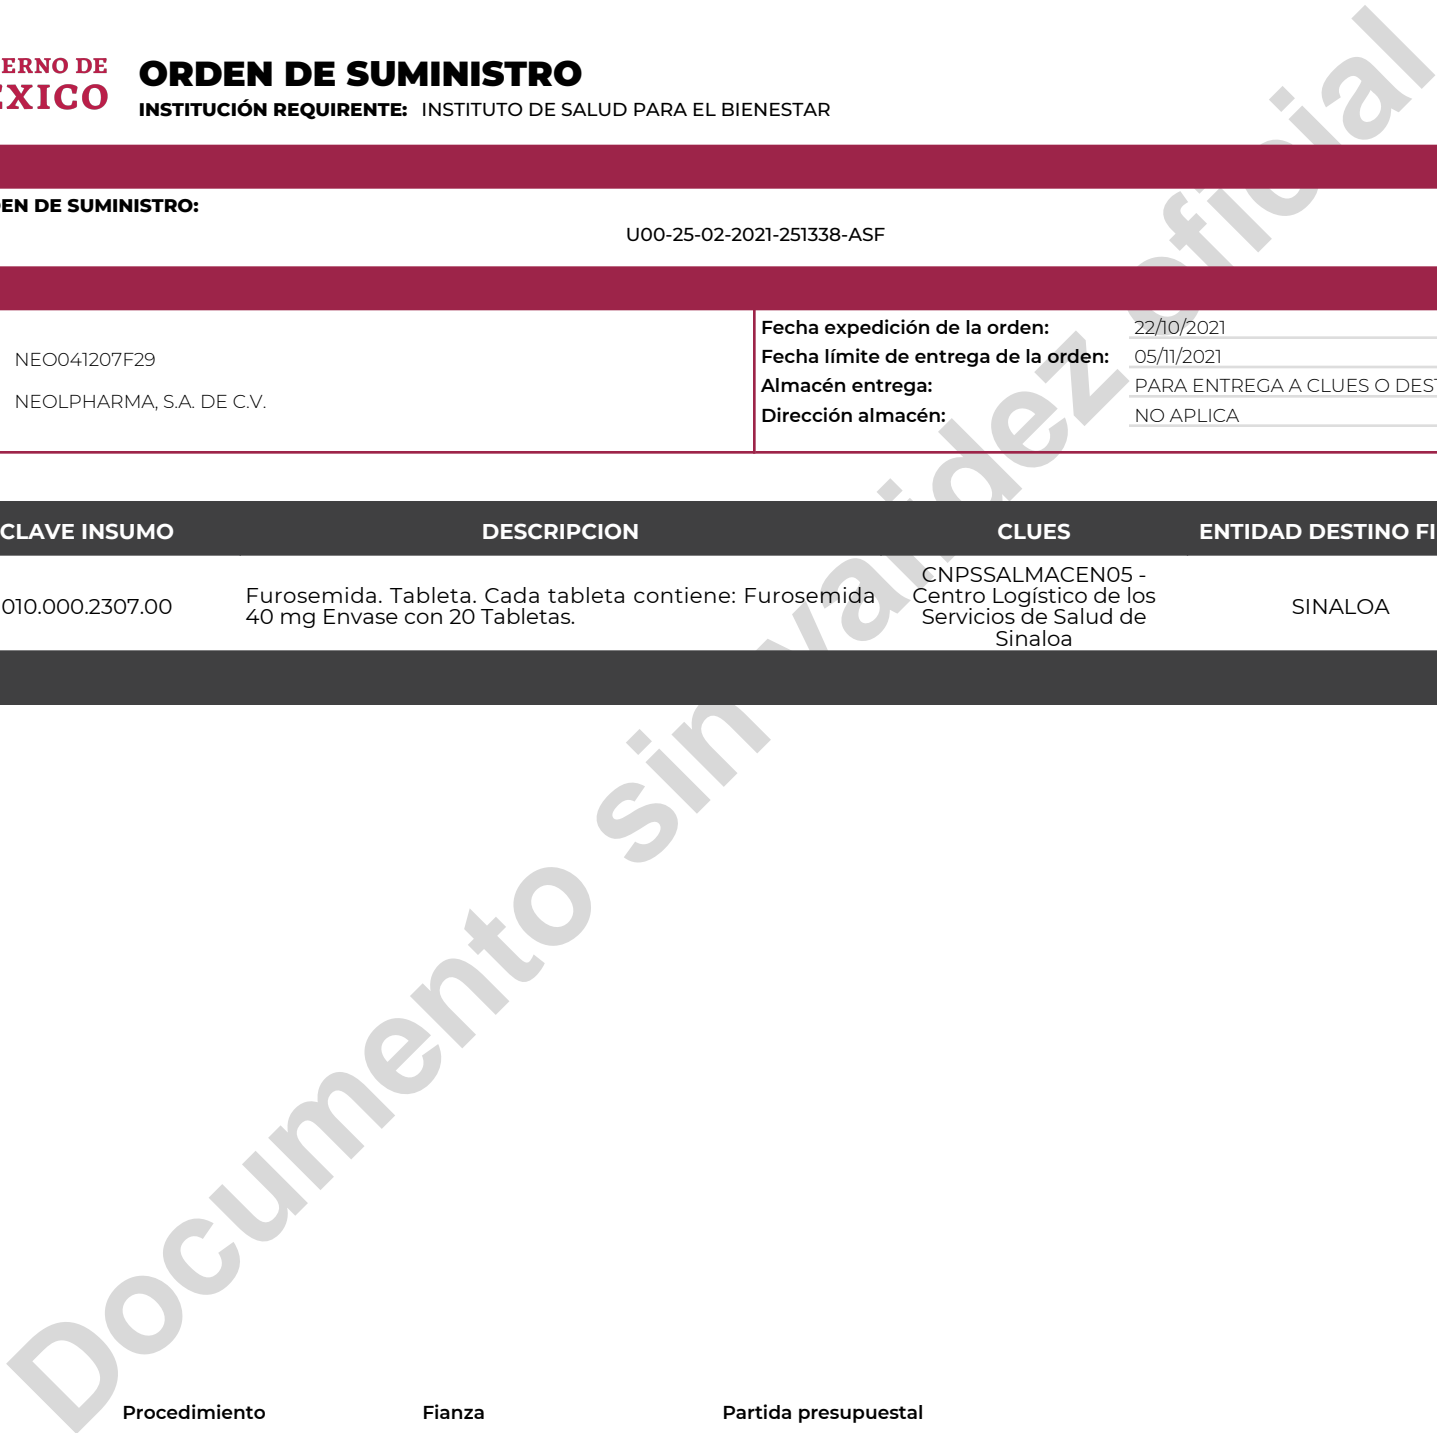 ERNO DE
ÉXICO
ORDEN DE SUMINISTRO
INSTITUCIÓN REQUIRENTE: INSTITUTO DE SALUD PARA EL BIENESTAR
EN DE SUMINISTRO:
U00-25-02-2021-251338-ASF
NEO041207F29
NEOLPHARMA, S.A. DE C.V.
Fecha expedición de la orden: 22/10/2021
Fecha límite de entrega de la orden: 05/11/2021
Almacén entrega: PARA ENTREGA A CLUES O DEST
Dirección almacén: NO APLICA
CLAVE INSUMO DESCRIPCION CLUES ENTIDAD DESTINO FI
010.000.2307.00
Furosemida. Tableta. Cada tableta contiene: Furosemida
40 mg Envase con 20 Tabletas.
CNPSSALMACEN05 -
Centro Logístico de los
Servicios de Salud de
Sinaloa
SINALOA
Documento sin validez oficial
Procedimiento Fianza Partida presupuestal